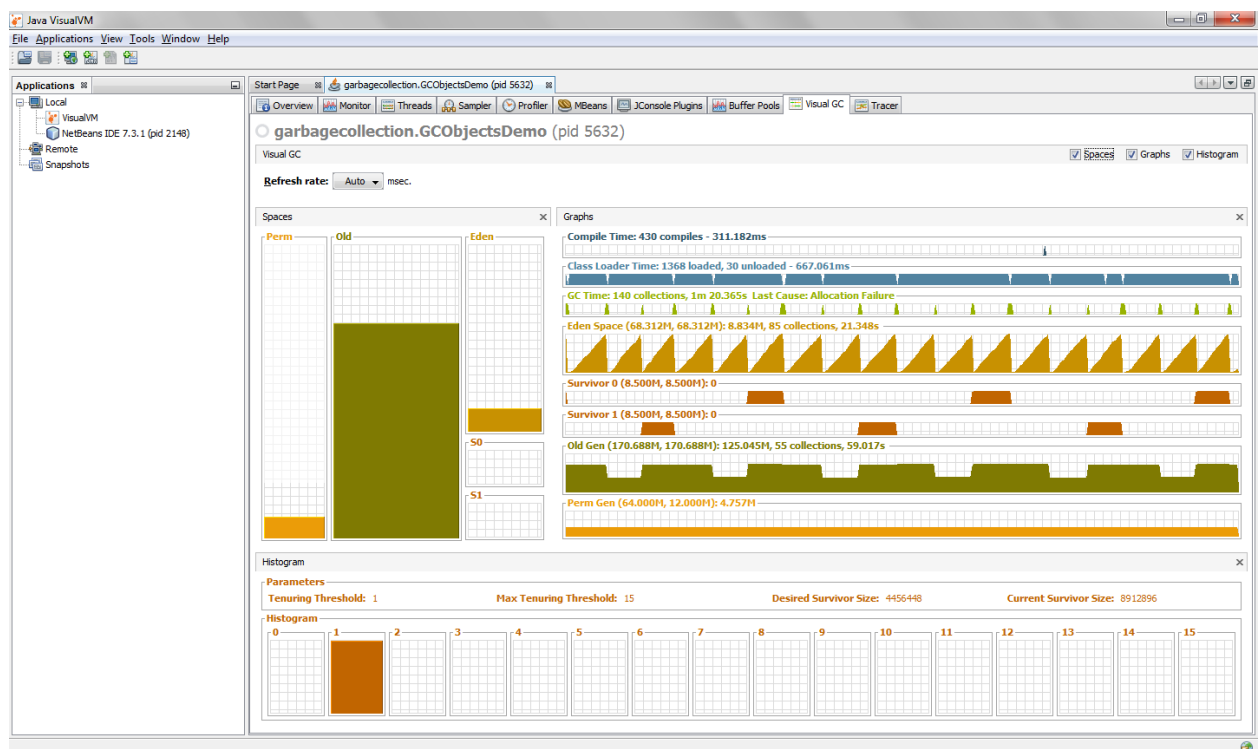 Java VisualVM
File Applications View Tools Window Help
Applications
Local
VisualVM
NetBeans IDE 7.3.1 (pid 2148)
Remote
Snapshots
Start Page garbagecollection.GCObjectsDemo (pid 5632)
Overview Monitor Threads Sampler Profiler MBeans JConsole Plugins Buffer Pools Visual GC Tracer
garbagecollection.GCObjectsDemo (pid 5632)
Visual GC Spaces Graphs Histogram
Refresh rate: Auto msec.
Spaces
Perm Old Eden
S0
S1
Graphs
Compile Time: 430 compiles - 311.182ms
Class Loader Time: 1368 loaded, 30 unloaded - 667.061ms
GC Time: 140 collections, 1m 20.365s Last Cause: Allocation Failure
Eden Space (68.312M, 68.312M): 8.834M, 85 collections, 21.348s
Survivor 0 (8.500M, 8.500M): 0
Survivor 1 (8.500M, 8.500M): 0
Old Gen (170.688M, 170.688M): 125.045M, 55 collections, 59.017s
Perm Gen (64.000M, 12.000M): 4.757M
Histogram
Parameters
Tenuring Threshold: 1 Max Tenuring Threshold: 15 Desired Survivor Size: 4456448 Current Survivor Size: 8912896
Histogram
0 1 2 3 4 5 6 7 8 9 10 11 12 13 14 15